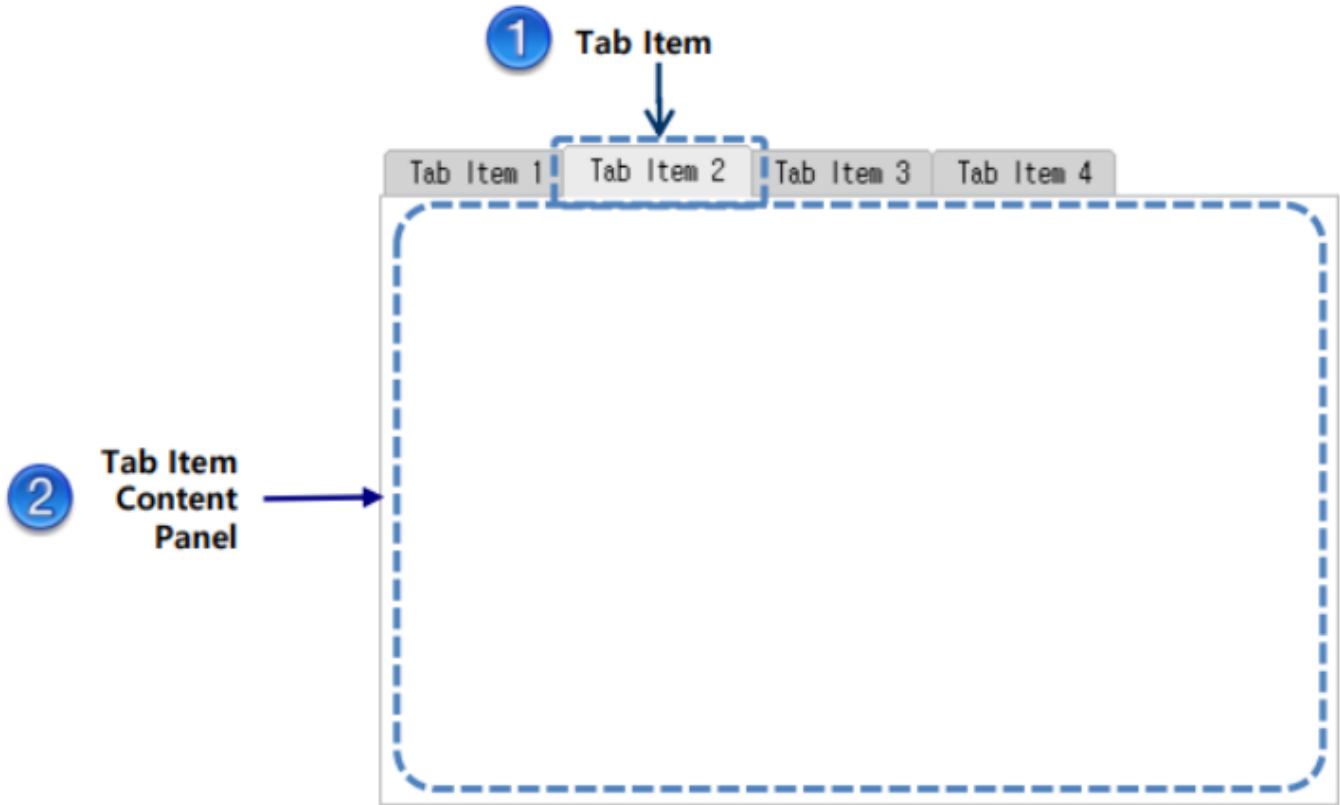 1 Tab Item
Tab Item 1 Tab Item 2 Tab Item 3 Tab Item 4
2 Tab Item
Content
Panel